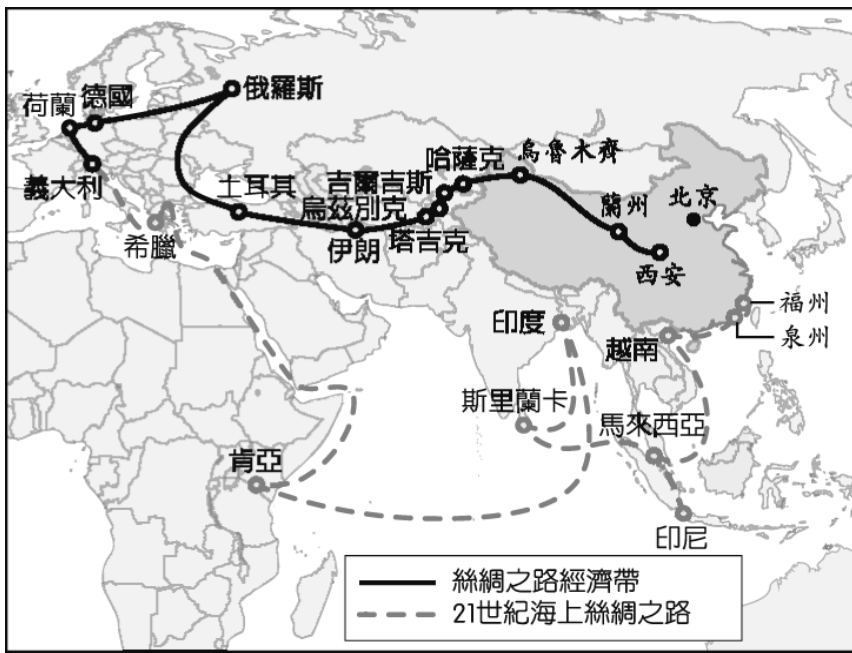 俄羅斯
德國
荷蘭
義大利
希臘
土耳其
伊朗
烏茲別克
吉爾吉斯
塔吉克
哈薩克
烏魯木齊
蘭州
西安
北京
福州
泉州
越南
印度
斯里蘭卡
馬來西亞
印尼
肯亞
絲綢之路經濟帶
21世紀海上絲綢之路